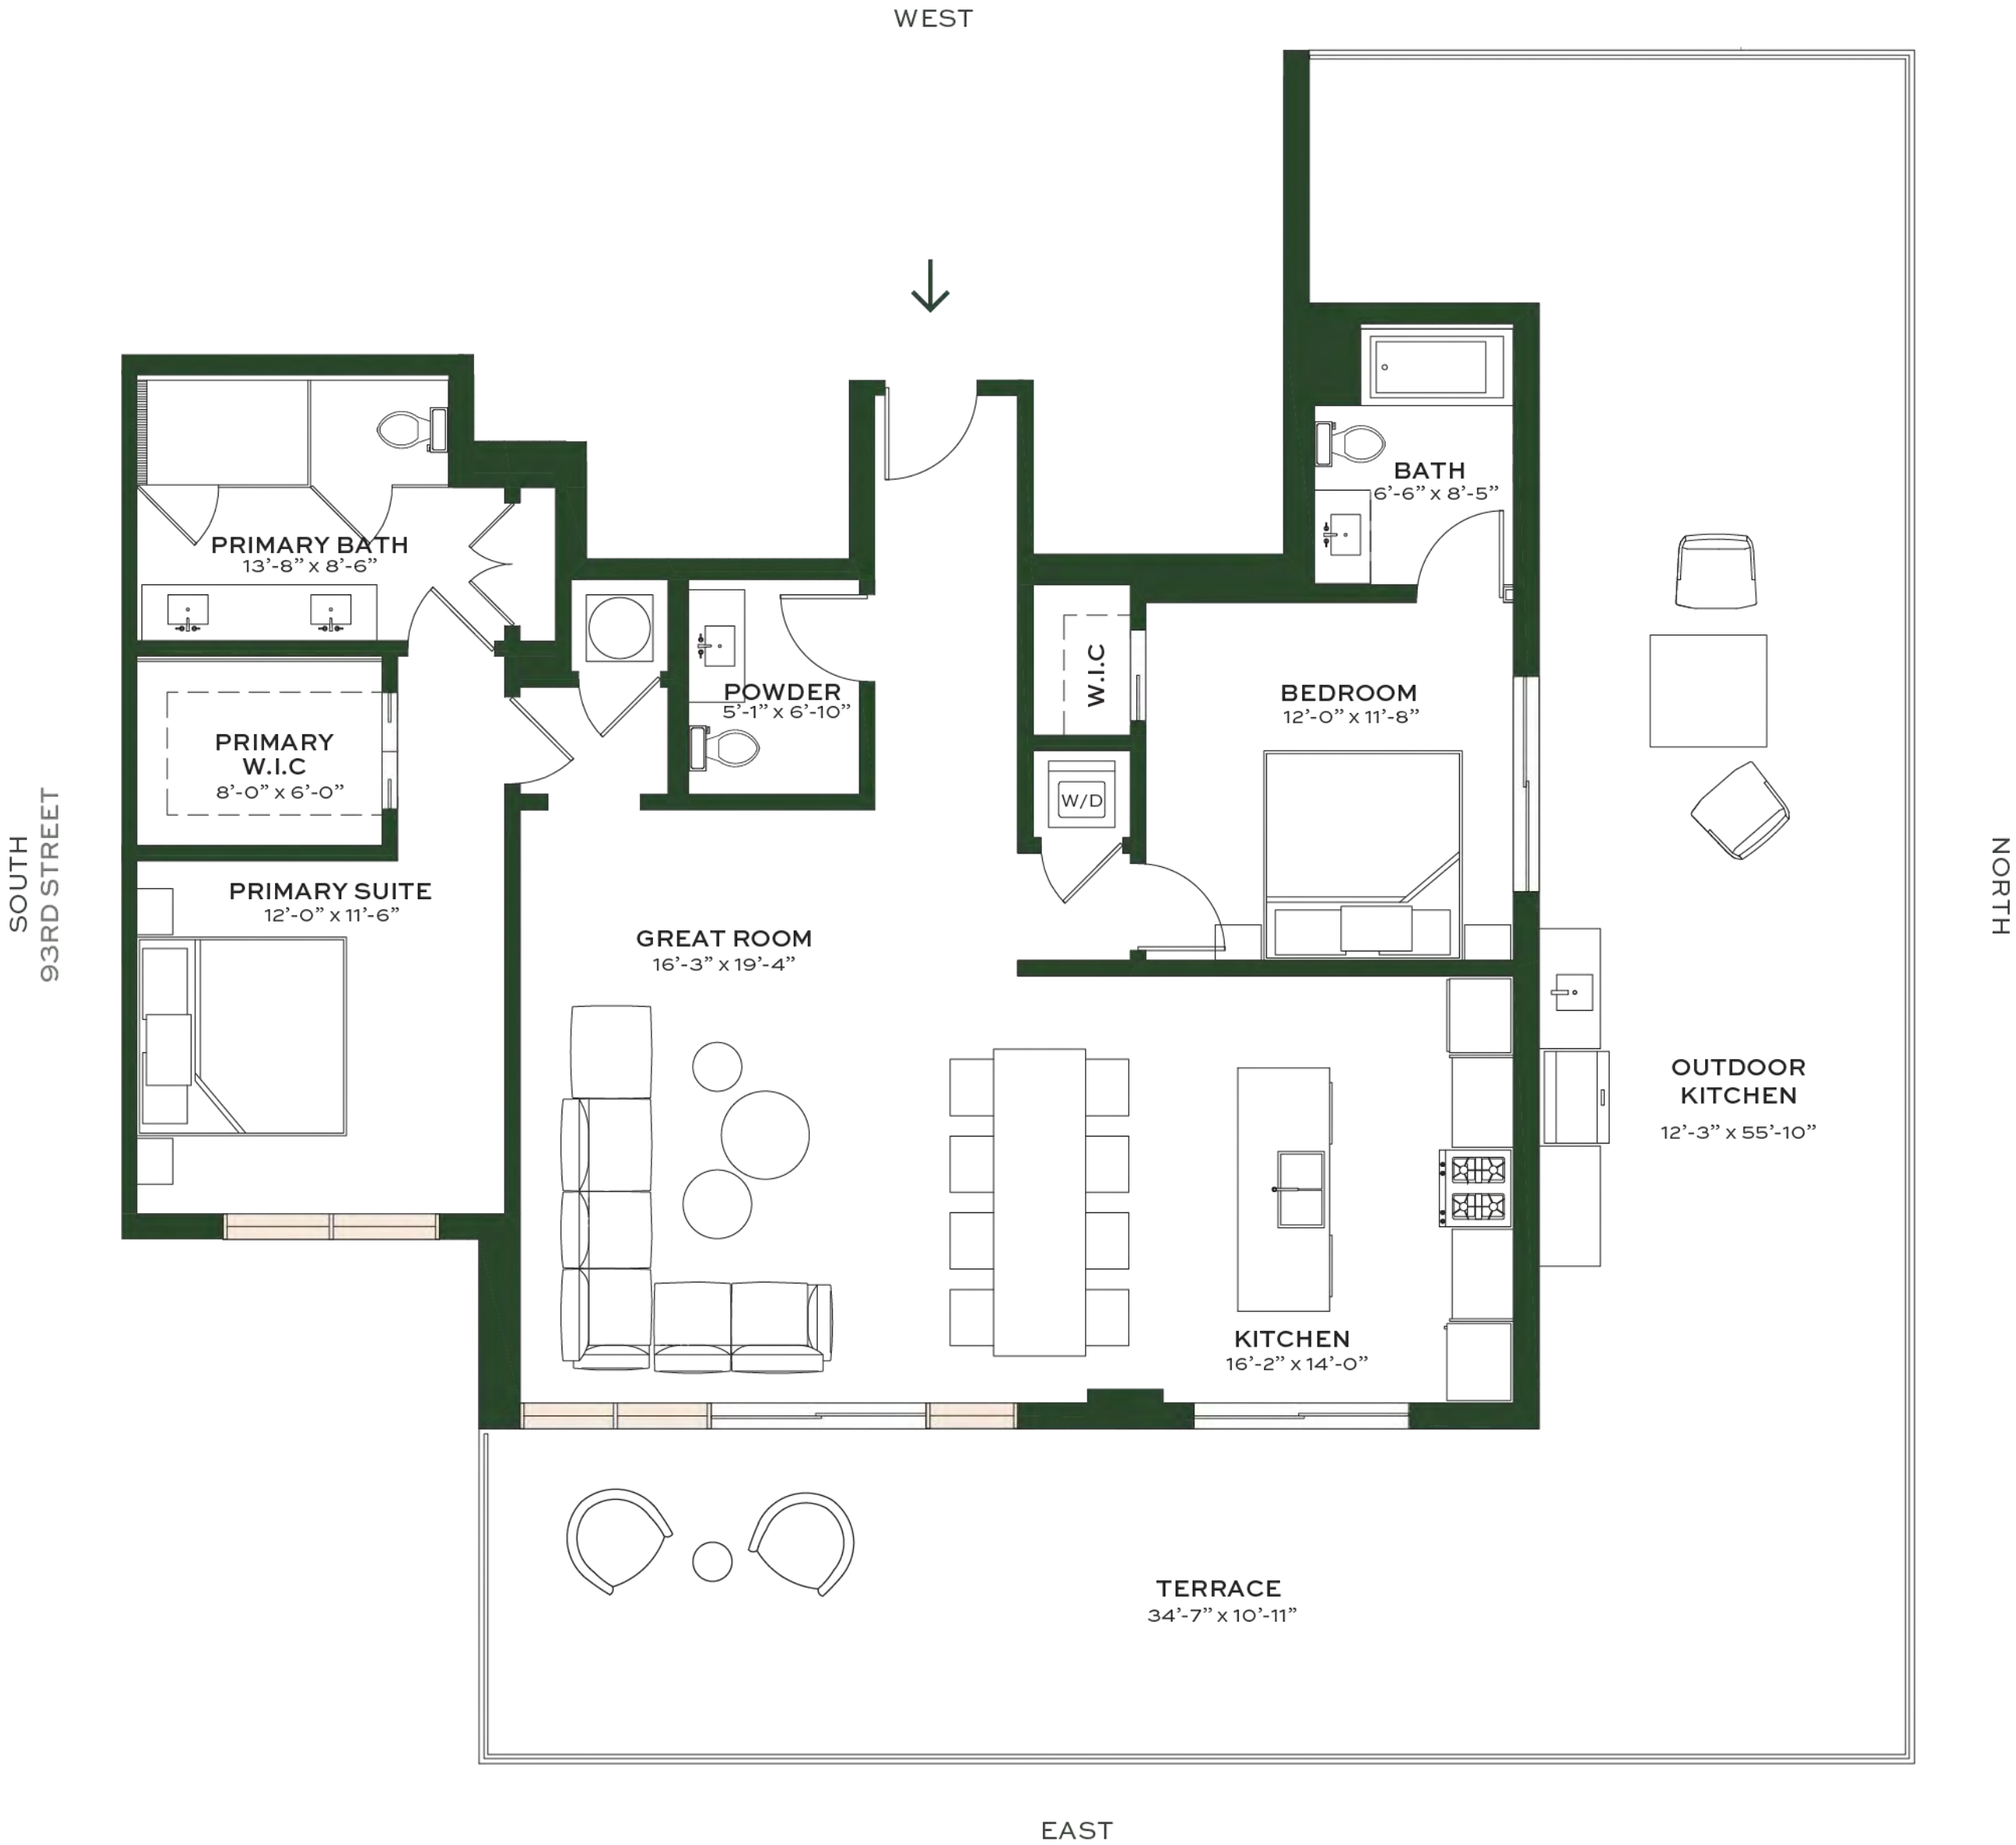 WEST
BATH
6'-6" x 8'-5"
PRIMARY BATH
13'-8" x 8'-6"
W.I.C
POWDER
5'-1" x 6'-10"
BEDROOM
12'-0" x 11'-8"
PRIMARY
W.I.C
8'-0" x 6'-0"
W/D
SOUTH
93RD STREET
NORTH
PRIMARY SUITE
12'-0" x 11'-6"
GREAT ROOM
16'-3" x 19'-4"
OUTDOOR
KITCHEN
12'-3" x 55'-10"
KITCHEN
16'-2" x 14'-0"
TERRACE
34'-7" x 10'-11"
EAST